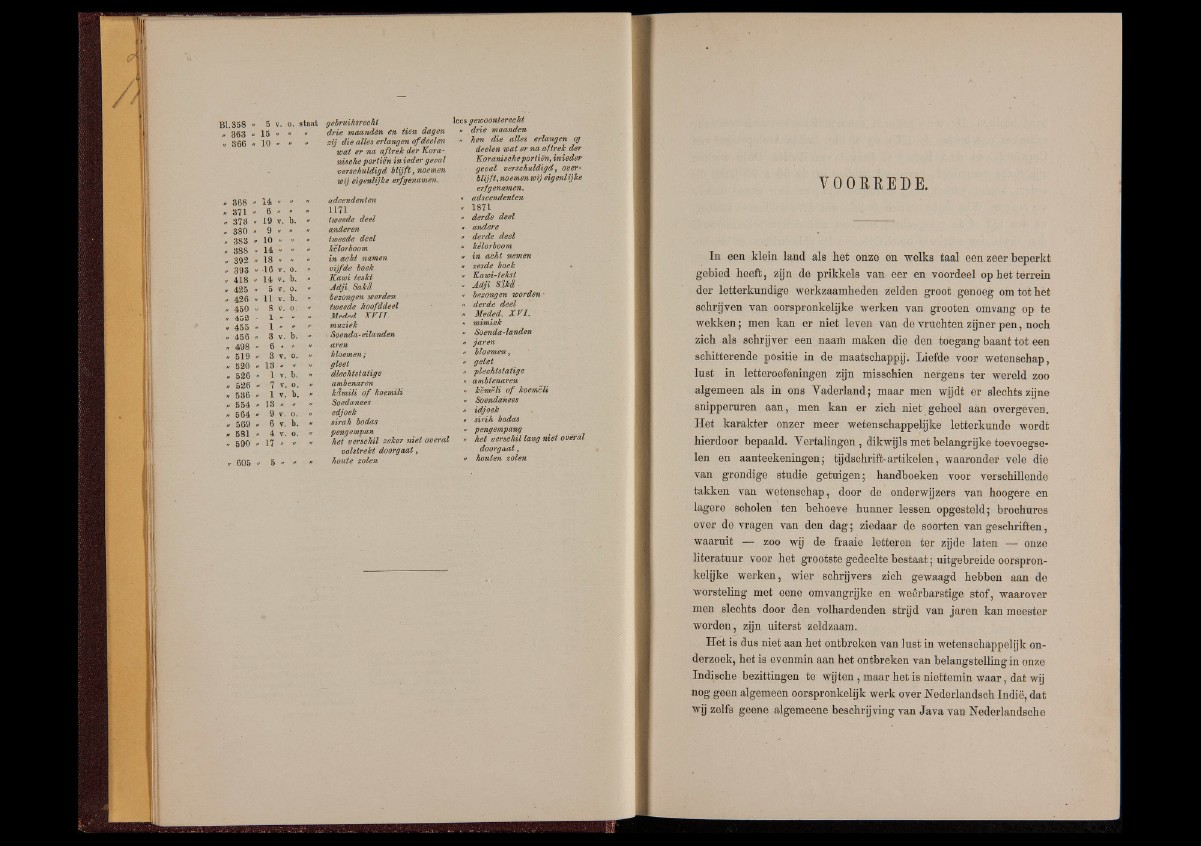 Bl. 358 „ 5 v. o. staat gebruiksrecht lees gewoonterecht
„ 363 „ 15 „ „ „ drie maanden en tien dagen „ drie maanden
„ 366 „ 10 „ „ „ zij die alles erlangen of deelen wat er na aftrek der Koranische portiën in ieder geval verschuldigd blijft, noemen wij eigenlijke erfgenamen. „ hen die alles erlangen of deelen wat er na aftrek der Koranische portiën, in ieder geval verschuldigd, overblijft, noemen wij eigenlijke erfgenamen.
„ 368 „ 14 „ „ „ adcendenten „ adscendenten
„ 371 „ 6 „ „ „ 1171 „ 1871
„ 373 „ 19 v. b. „ tweede deel „ derde deel
„ 380 „ 9 „ „ „ anderen „ andere
„ 383 „ 10 „ „ „ tweede deel „ derde deel
„ 388 „ 14 „ „ „ kĕlorboom „ kélorboom
„ 392 „ 18 „ „ „ in acht namen „ in acht nemen
„ 393 „ 16 v. o. „ vijfde boek „ zesde boek
„ 418 „ 14 v. b. „ Kawi teski „ Kawi-tekst
„ 425 „ 5 v. o. „ Adji Sakå „ Adji Såkå
„ 426 „ 11 v. b. „ bezongen worden „ bezongen worden
„ 450 „ 8 v. o. „ tweede hoofddeel „ derde deel
„ 452 „ 1 „ „ „ Meded. XVII. „ Meded. XVI.
„ 455 „ 1 „ „ „ muziek „ mimiek
„ 456 „ 3 v. b. „ Soenda-eilanden „ Soenda-landen
„ 498 „ 6 „ „ „ aren „ jaren
„ 519 „ 3 v. o. „ bloemen; „ bloemen,
„ 520 „ 13 „ „ „ gleet „ gelet
„ 526 „ 1 v. b. „ dlechtstatige „ plechtstatige
„ 526 „ 7 v. o. „ ambenaren „ ambtenaren
„ 536 „ 1 v. b. „ kĕmili of koemili „ kĕmĕli of koemĕli
„ 554 „ 13 „ „ „ Soedanees „ Soendanees
„ 564 „ 9 v. o. „ edjoek „ idjoek
„ 569 „ 6 v. b. „ sirah bodas „ sirih bodas
„ 581 „ 4 v. o. „ pengempan „ pengempang
„ 590 „ 17 „ „ „ het verschil zeker niet overal volstrekt doorgaat, „ het verschil lang niet overal doorgaat,
„ 605 „ 5 „ „ „ houte zolen „ houten zolen
VOORREDE.
In een klein land als het onze en welks taal een zeer beperkt
gebied heeft, zijn de prikkels van eer en voordeel op het terrein
der letterkundige werkzaamheden zelden groot genoeg om tot het
schrijven van oorspronkelijke werken van grooten omvang op te
wekken; men kan er niet leven van de vruchten zijner pen, noch
zich als schrijver een naam maken die den toegang baant tot een
schitterende positie in de maatschappij. Liefde voor wetenschap,
lust in letteroefeningen zijn misschien nergens ter wereld zoo
algemeen als in ons Vaderland; maar men wijdt er slechts zijne
snipperuren aan, men kan er zich niet geheel aan overgeven.
Het karakter onzer meer wetenschappelijke letterkunde wordt
hierdoor bepaald. Vertalingen, dikwijls met belangrijke toevoegse-
len en aanteekeningen; tijdschrift-artikelen, waaronder vele die
van grondige studie getuigen; handboeken voor verschillende
takken van wetenschap, door de onderwijzers van hoogere en
lagere scholen ten behoeve hunner lessen opgesteld; brochures
over de vragen van den dag; ziedaar de soorten van geschriften,
waaruit — zoo wij de fraaie letteren ter zijde laten — onze
literatuur voor het grootste gedeelte bestaat; uitgebreide oorspron-
kelijke werken, wier schrijvers zich gewaagd hebben aan de
worsteling met eene omvangrijke en weêrbarstige stof, waarover
men slechts door den volhardenden strijd van jaren kan meester
worden, zijn uiterst zeldzaam.
Het is dus niet aan het ontbreken van lust in wetenschappelijk on-
derzoek, het is evenmin aan het ontbreken van belangstelling in onze
Indische bezittingen te wijten, maar het is niettemin waar, dat wij
nog geen algemeen oorspronkelijk werk over Nederlandsch Indië, dat
wij zelfs geene algemeene beschrijving van Java van Nederlandsche